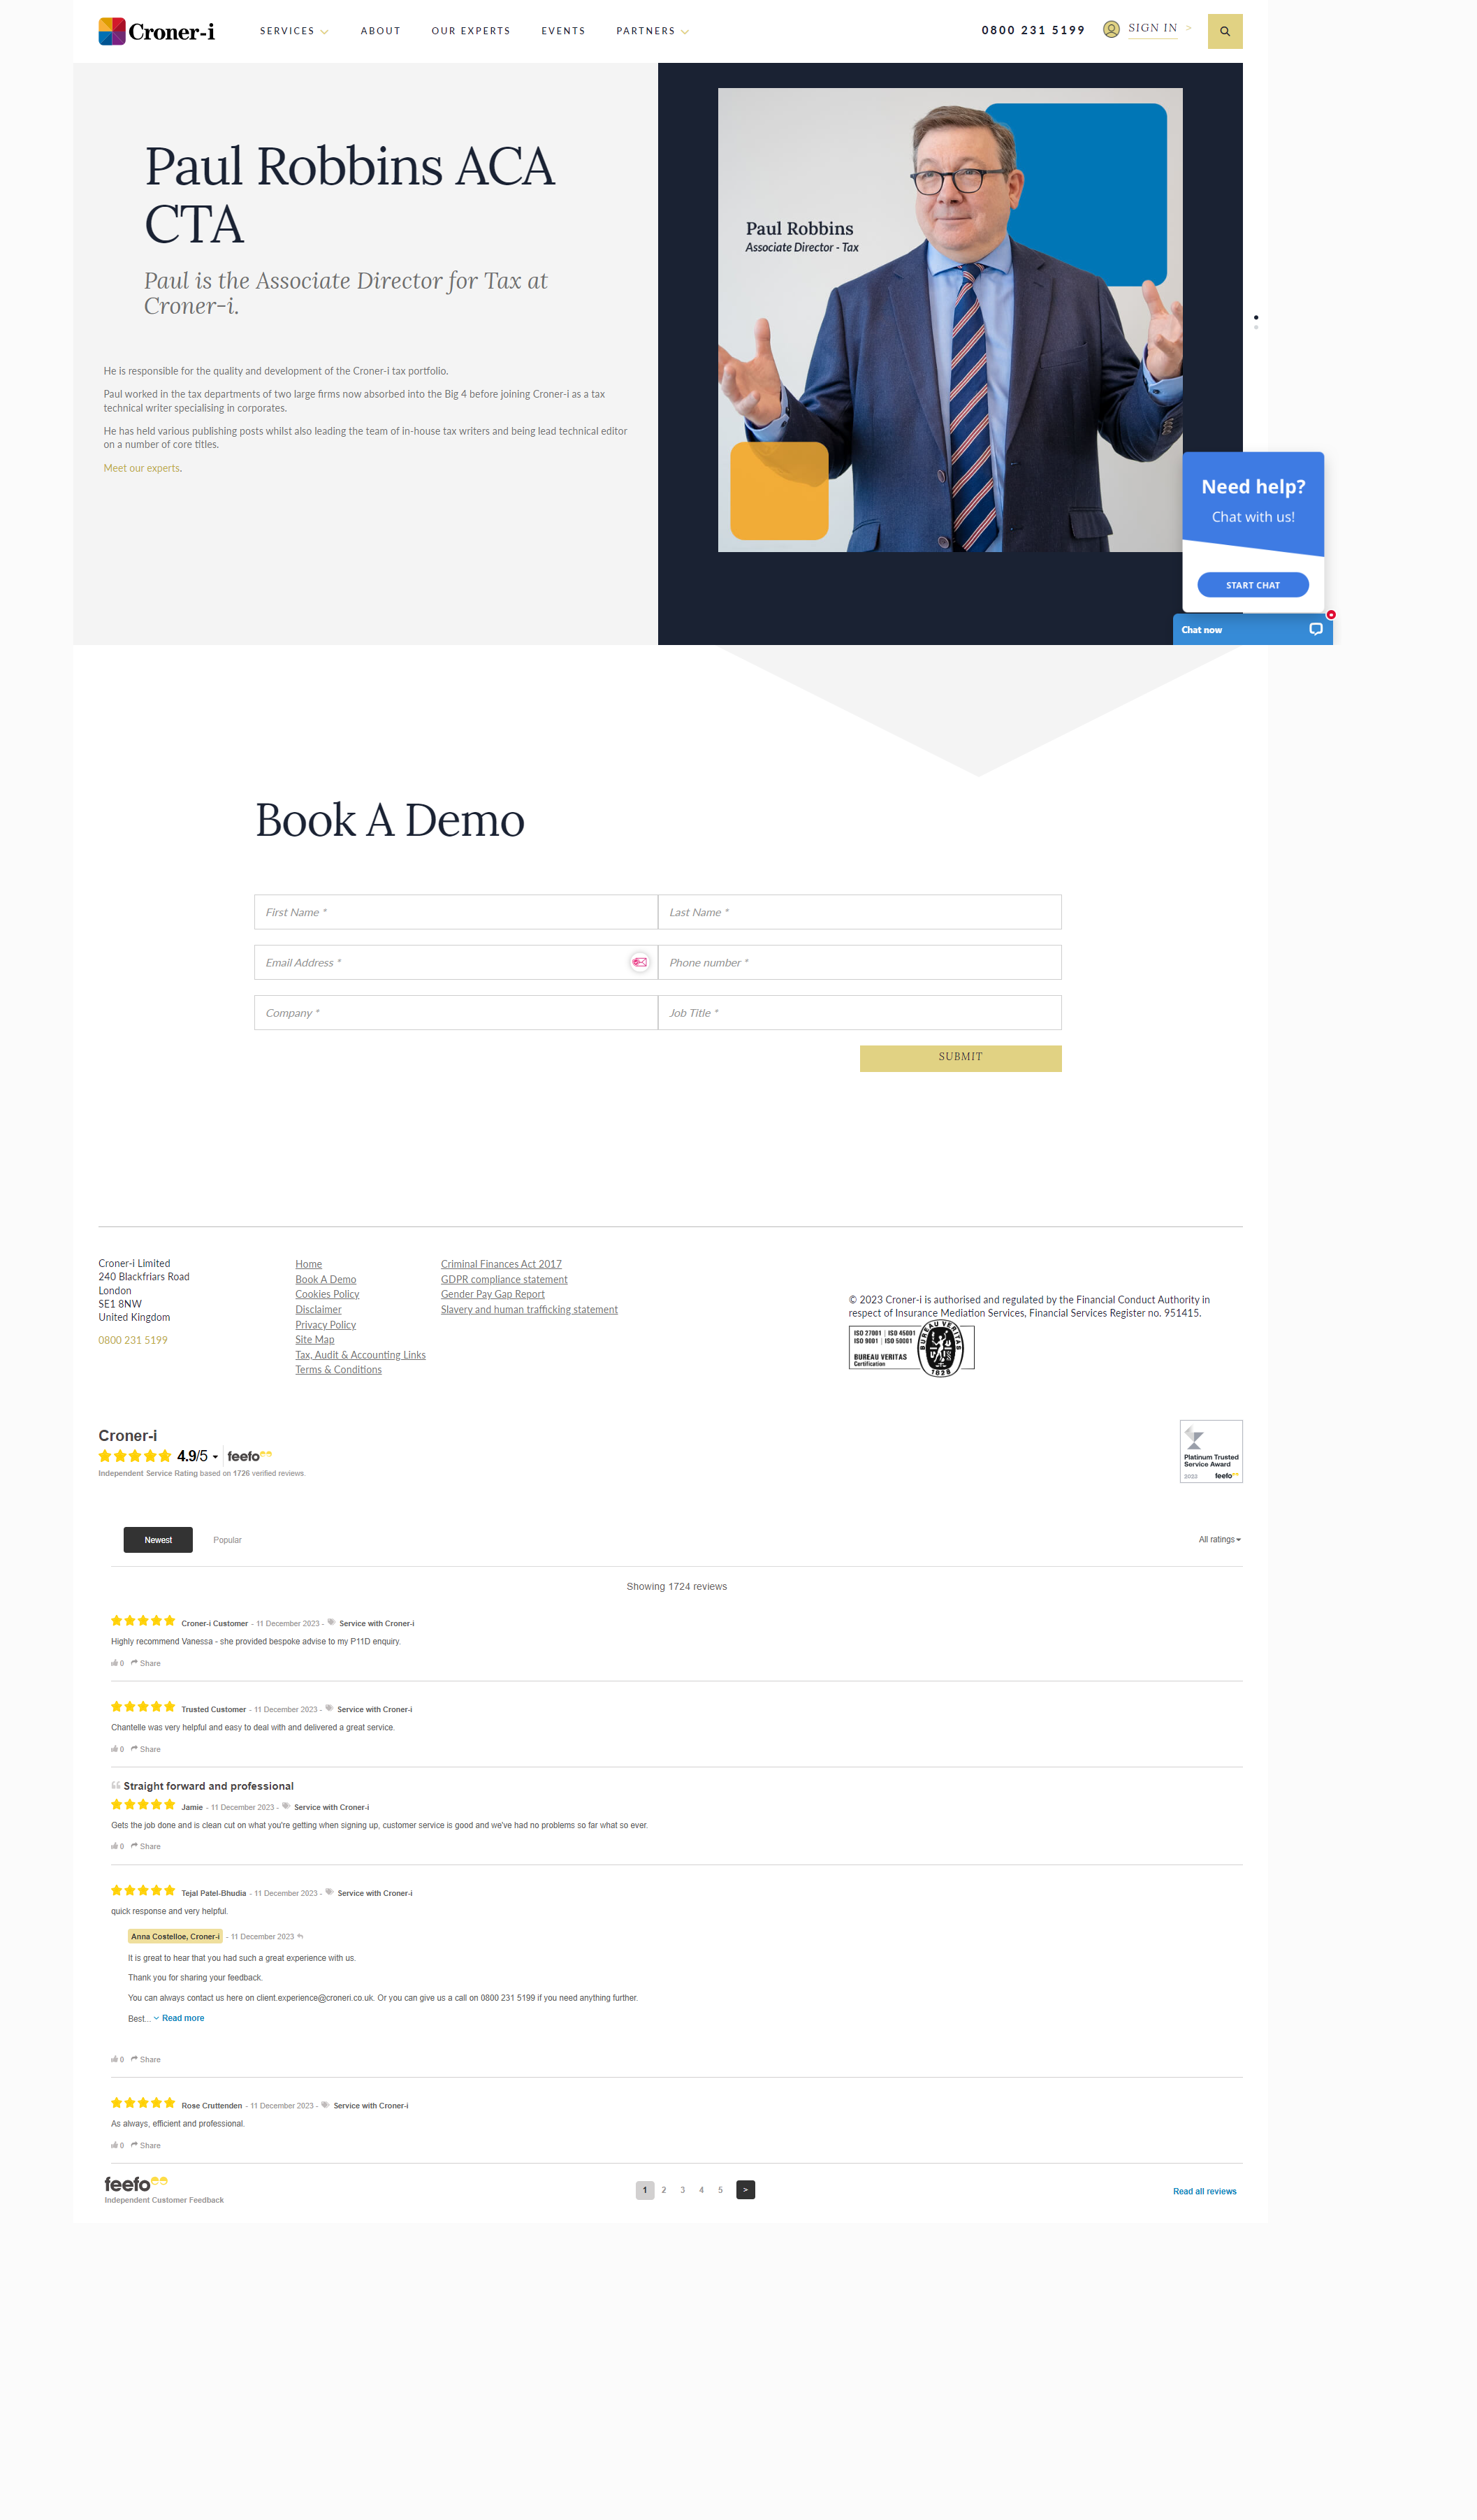 Croner-i
SERVICES
ABOUT
OUR EXPERTS
EVENTS
PARTNERS
0800 231 5199
SIGN IN >
Paul Robbins ACA
CTA
Paul is the Associate Director for Tax at
Croner-i.
He is responsible for the quality and development of the Croner-i tax portfolio.
Paul worked in the tax departments of two large firms now absorbed into the Big 4 before joining Croner-i as a tax
technical writer specialising in corporates.
He has held various publishing posts whilst also leading the team of in-house tax writers and being lead technical editor
on a number of core titles.
Meet our experts.
Paul Robbins
Associate Director - Tax
Need help?
Chat with us!
START CHAT
Chat now
Book A Demo
First Name *
Last Name *
Email Address *
Phone number *
Company *
Job Title *
SUBMIT
Croner-i Limited
240 Blackfriars Road
London
SE1 8NW
United Kingdom
0800 231 5199
Home
Book A Demo
Cookies Policy
Disclaimer
Privacy Policy
Site Map
Tax, Audit & Accounting Links
Terms & Conditions
Criminal Finances Act 2017
GDPR compliance statement
Gender Pay Gap Report
Slavery and human trafficking statement
© 2023 Croner-i is authorised and regulated by the Financial Conduct Authority in
respect of Insurance Mediation Services, Financial Services Register no. 951415.
ISO 27001 | ISO 45001
ISO 9001 | ISO 50001
BUREAU VERITAS
Certification
BUREAU VERITAS
1828
Croner-i
4.9/5
feefo
Independent Service Rating based on 1726 verified reviews.
Platinum Trusted
Service Award
2022 feefo
Newest
Popular
All ratings
Showing 1724 reviews
Croner-i Customer - 11 December 2023 - Service with Croner-i
Highly recommend Vanessa - she provided bespoke advise to my P11D enquiry.
0 Share
Trusted Customer - 11 December 2023 - Service with Croner-i
Chantelle was very helpful and easy to deal with and delivered a great service.
0 Share
Straight forward and professional
Jamie - 11 December 2023 - Service with Croner-i
Gets the job done and is clean cut on what you're getting when signing up, customer service is good and we've had no problems so far what so ever.
0 Share
Tejal Patel-Bhudia - 11 December 2023 - Service with Croner-i
quick response and very helpful.
Anna Costelloe, Croner-i - 11 December 2023
It is great to hear that you had such a great experience with us.
Thank you for sharing your feedback.
You can always contact us here on client.experience@croneri.co.uk. Or you can give us a call on 0800 231 5199 if you need anything further.
Best... Read more
0 Share
Rose Cruttenden - 11 December 2023 - Service with Croner-i
As always, efficient and professional.
0 Share
feefo
Independent Customer Feedback
1 2 3 4 5 >
Read all reviews